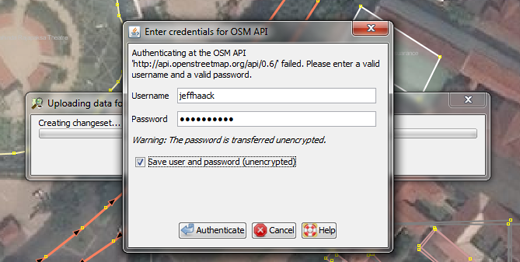 Enter credentials for OSM API
Authenticating at the OSM API
'http://api.openstreetmap.org/api/0.6/' failed. Please enter a valid
username and a valid password.
Username jeffhaack
Password ●●●●●●●●●●
Warning: The password is transferred unencrypted.
Save user and password (unencrypted)
Authenticate Cancel Help
Uploading data fo
Creating changeset...